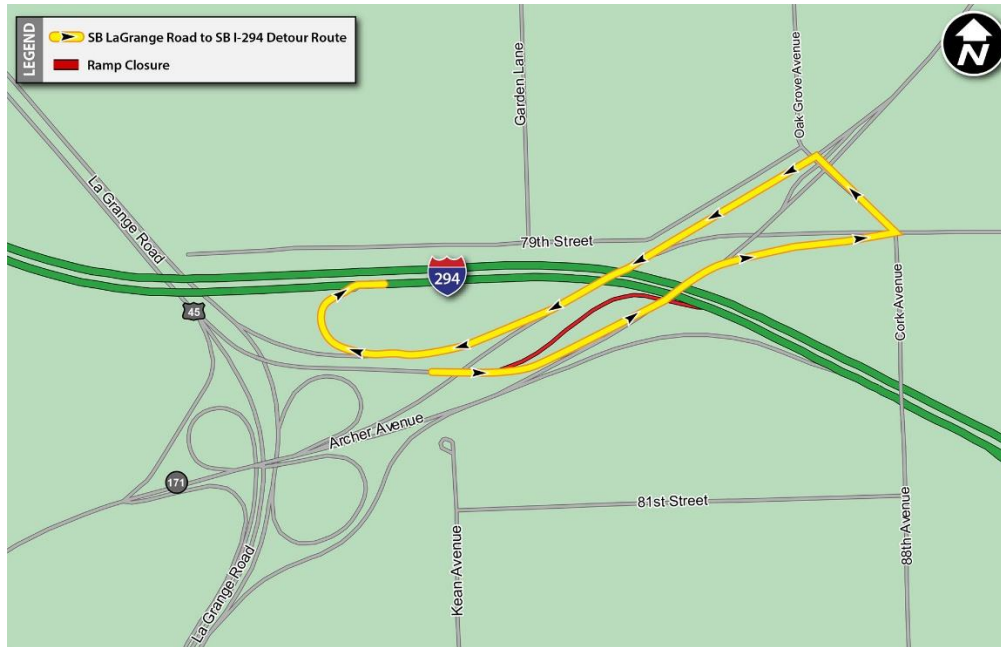 LEGEND
SB LaGrange Road to SB I-294 Detour Route
Ramp Closure
N
Garden Lane
Oak Grove Avenue
La Grange Road
79th Street
294
45
Cork Avenue
Archer Avenue
171
81st Street
Kean Avenue
88th Avenue
La Grange Road